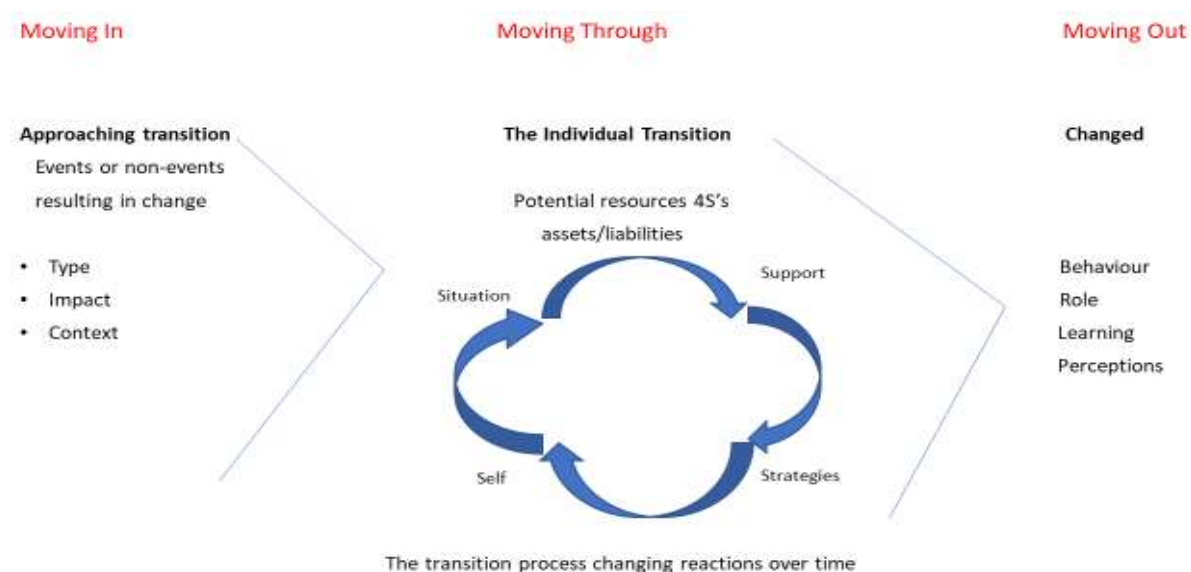 Moving In
Moving Through
Moving Out
Approaching transition
Events or non-events
resulting in change
• Type
• Impact
• Context
The Individual Transition
Potential resources 4S's
assets/liabilities
Situation
Support
Self
Strategies
The transition process changing reactions over time
Changed
Behaviour
Role
Learning
Perceptions